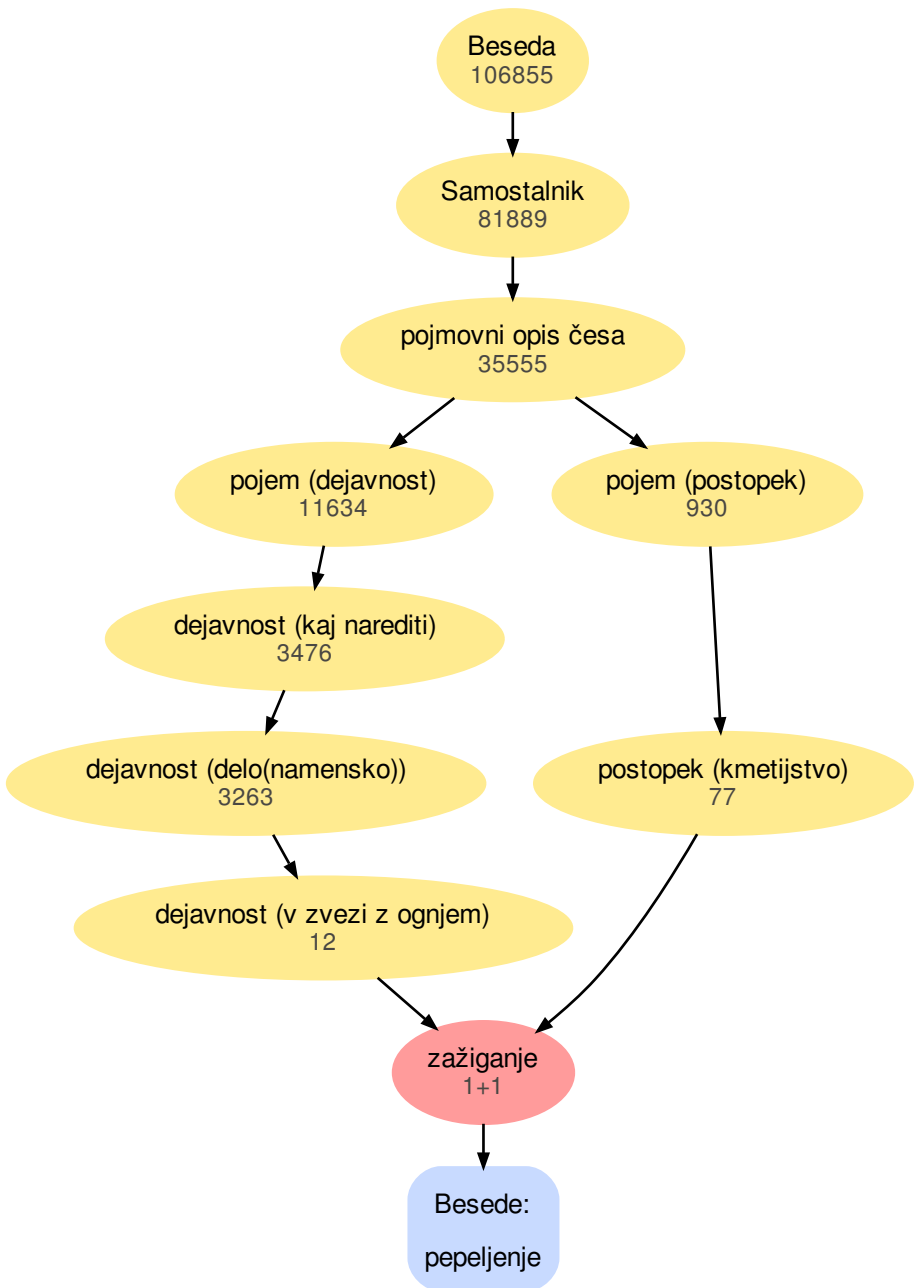 Beseda
106855
Samostalnik
81889
pojmovni opis česa
35555
pojem (dejavnost)
11634
pojem (postopek)
930
dejavnost (kaj narediti)
3476
dejavnost (delo(namensko))
3263
postopek (kmetijstvo)
77
dejavnost (v zvezi z ognjem)
12
zažiganje
1+1
Besede:
pepeljenje